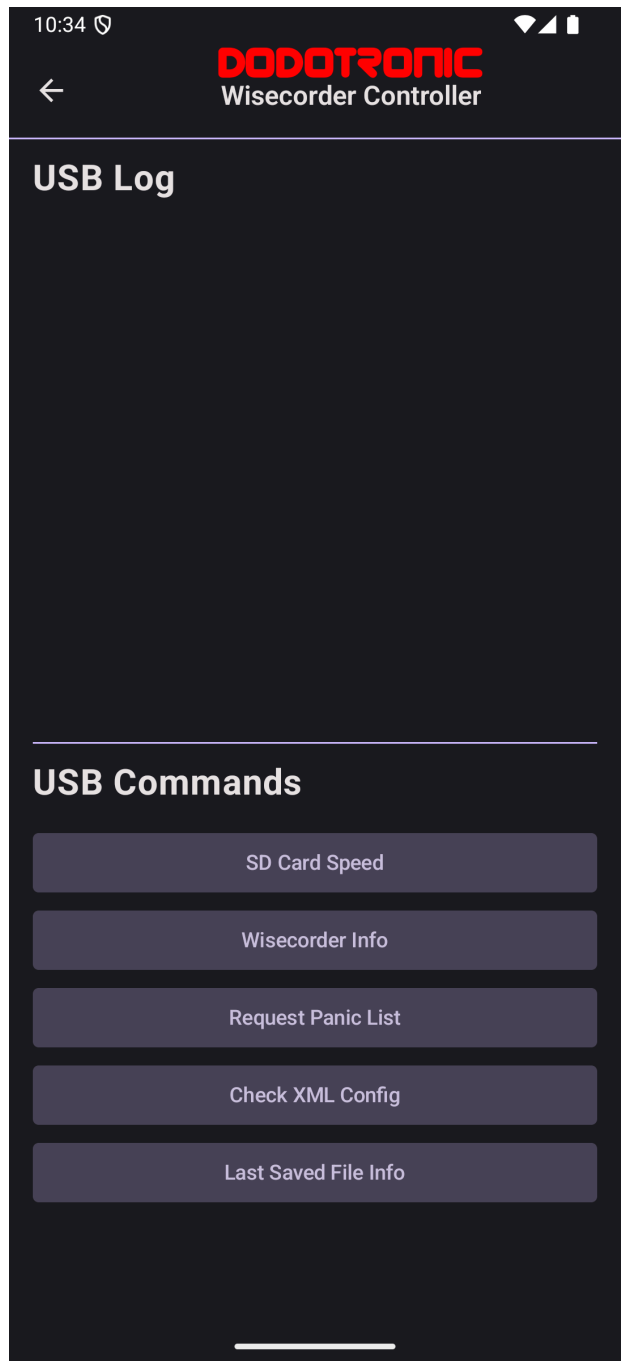 10:34
DODOTRONIC
Wisecorder Controller
USB Log
USB Commands
SD Card Speed
Wisecorder Info
Request Panic List
Check XML Config
Last Saved File Info